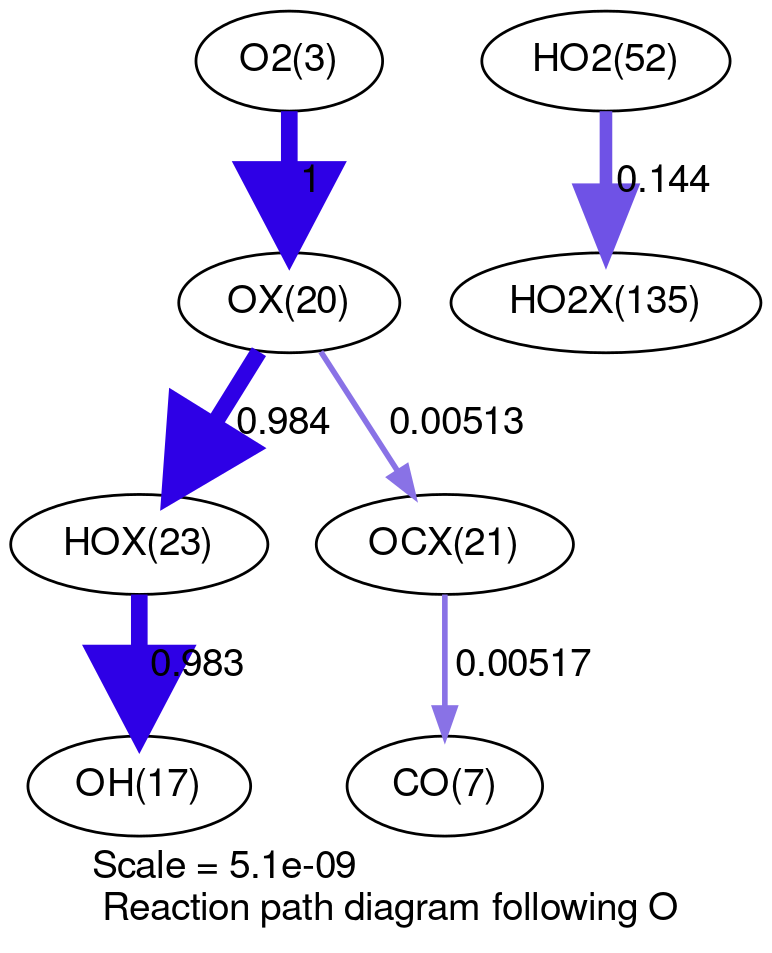 O2(3)
HO2(52)
1
0.144
OX(20)
HO2X(135)
0.984
0.00513
HOX(23)
OCX(21)
0.983
0.00517
OH(17)
CO(7)
Scale = 5.1e-09
Reaction path diagram following O